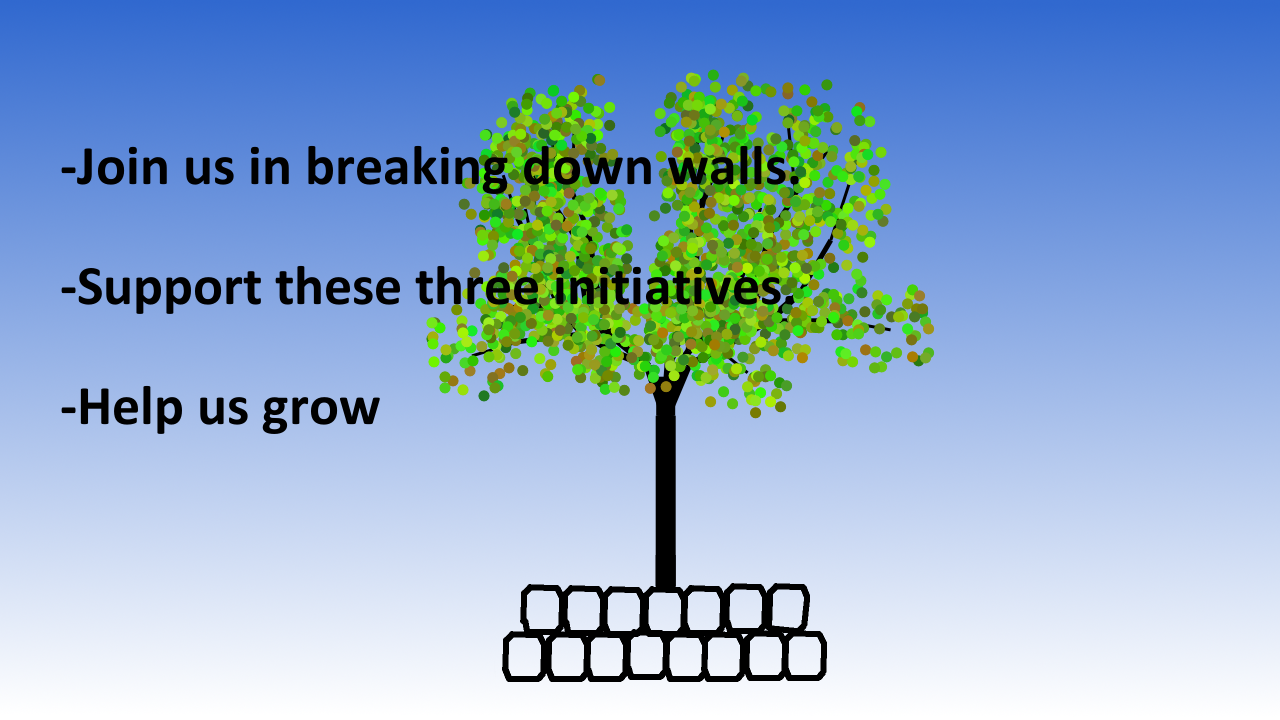 -Join us in breaking down walls.
-Support these three initiatives.
-Help us grow